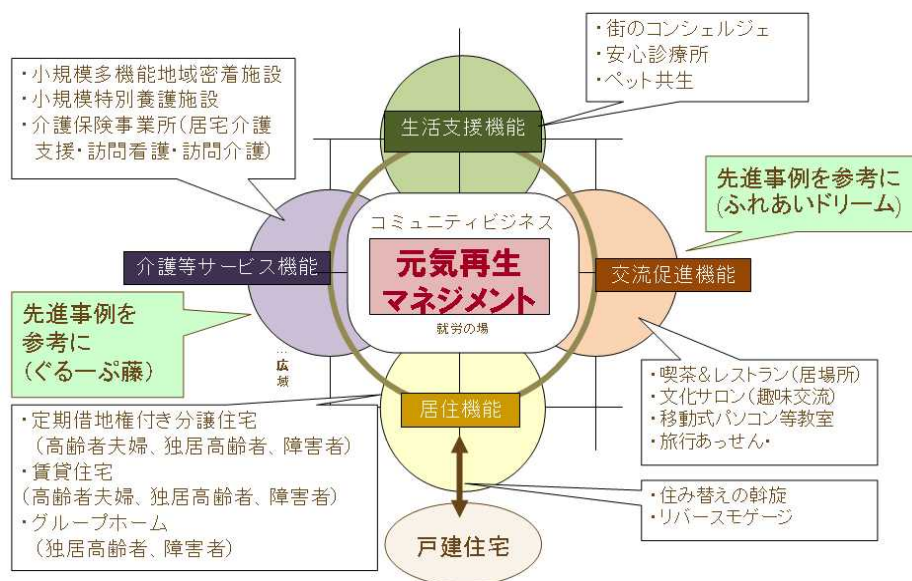 ・街のコンシェルジェ
・安心診療所
・ペット共生
・小規模多機能地域密着施設
・小規模特別養護施設
・介護保険事業所(居宅介護
支援・訪問看護・訪問介護)
生活支援機能
先進事例を参考に
(ふれあいドリーム)
コミュニティビジネス
元気再生
マネジメント
就労の場
介護等サービス機能
交流促進機能
先進事例を
参考に
(ぐるーぷ藤)
…広域
居住機能
・喫茶&レストラン(居場所)
・文化サロン(趣味交流)
・移動式パソコン等教室
・旅行あっせん・
・定期借地権付き分譲住宅
(高齢者夫婦、独居高齢者、障害者)
・賃貸住宅
(高齢者夫婦、独居高齢者、障害者)
・グループホーム
(独居高齢者、障害者)
・住み替えの斡旋
・リバースモゲージ
戸建住宅